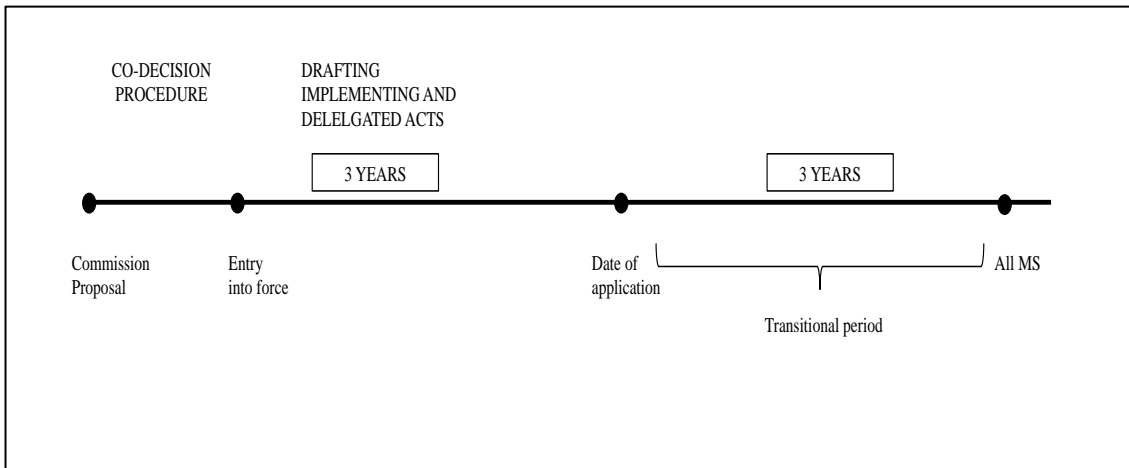 CO-DECISION
PROCEDURE
DRAFTING
IMPLEMENTING AND
DELELGATED ACTS
3 YEARS
3 YEARS
Commission
Proposal
Entry
into force
Date of
application
All MS
Transitional period